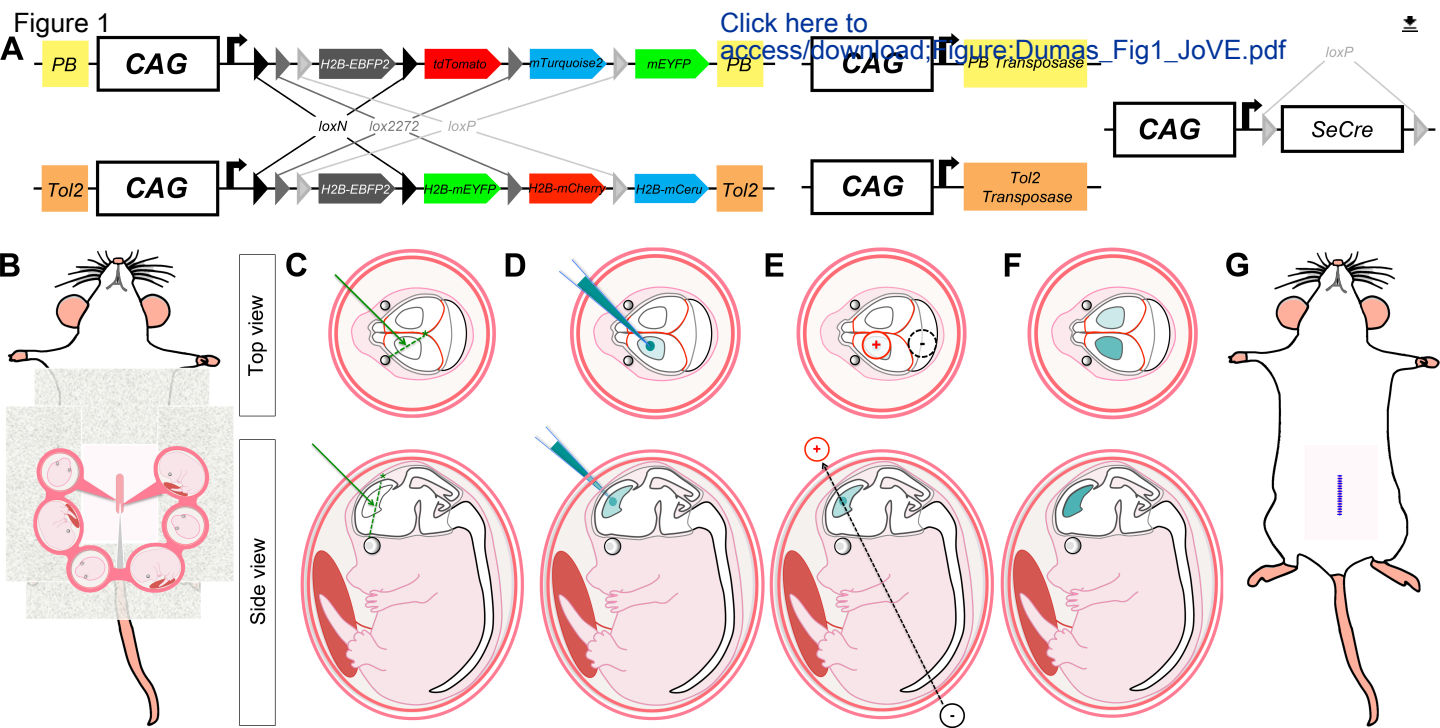 Figure 1
Click here to
access/download;Figure;Dumas_Fig1_JoVE.pdf
A
PB CAG H2B-EBFP2 tdTomato mTurquoise2 mEYFP PB CAG PB Transposase
loxP
loxN lox2272 loxP
CAG SeCre
Tol2 CAG H2B-EBFP2 H2B-mEYFP H2B-mCherry H2B-mCeru Tol2 CAG Tol2
Transposase
B C D E F G
Top view
* + -
Side view
* + -